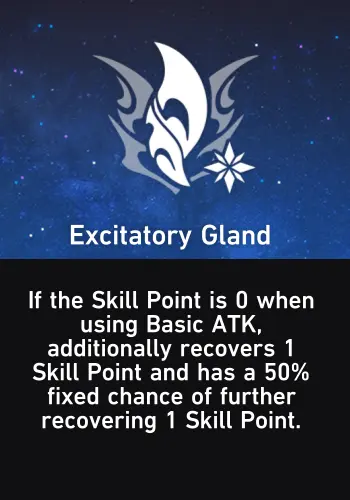 Excitatory Gland
If the Skill Point is 0 when
using Basic ATK,
additionally recovers 1
Skill Point and has a 50%
fixed chance of further
recovering 1 Skill Point.